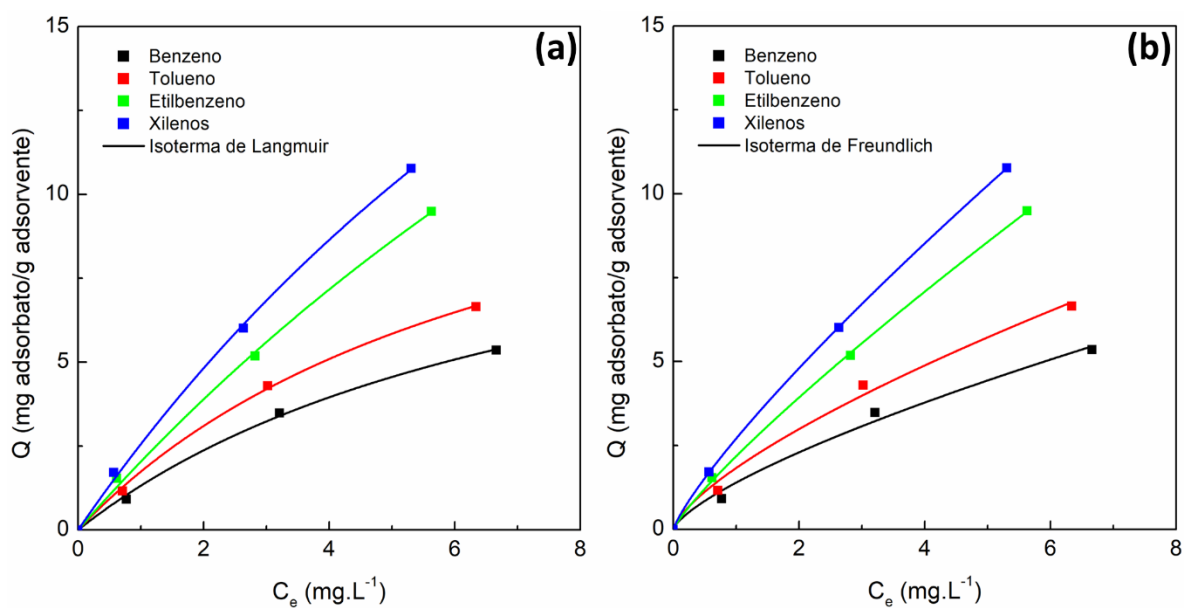 (a)
15
10
5
0
Q (mg adsorbato/g adsorvente)
Benzeno
Tolueno
Etilbenzeno
Xilenos
Isoterma de Langmuir
0 2 4 6 8
C_e (mg.L⁻¹)
(b)
15
10
5
0
Q (mg adsorbato/g adsorvente)
Benzeno
Tolueno
Etilbenzeno
Xilenos
Isoterma de Freundlich
0 2 4 6 8
C_e (mg.L⁻¹)